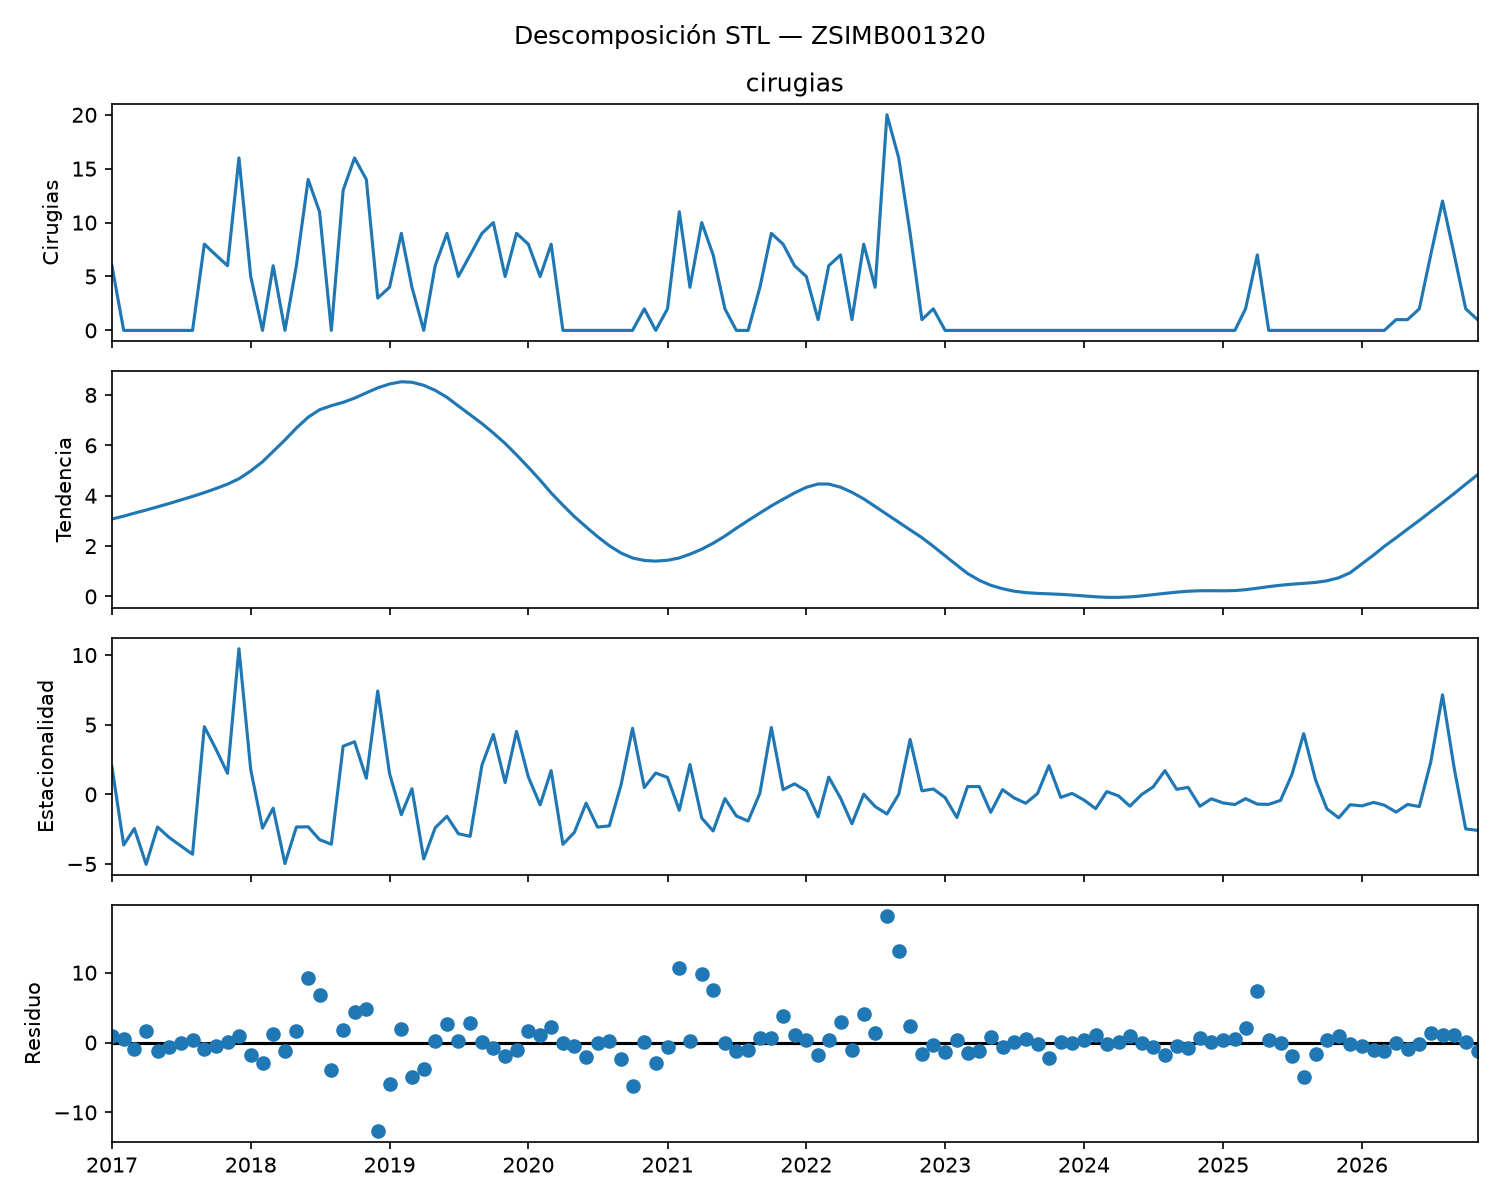 Descomposición STL — ZSIMB001320
cirugias
Cirugias
20
15
10
5
0
Tendencia
8
6
4
2
0
Estacionalidad
10
5
0
−5
Residuo
10
0
−10
2017 2018 2019 2020 2021 2022 2023 2024 2025 2026